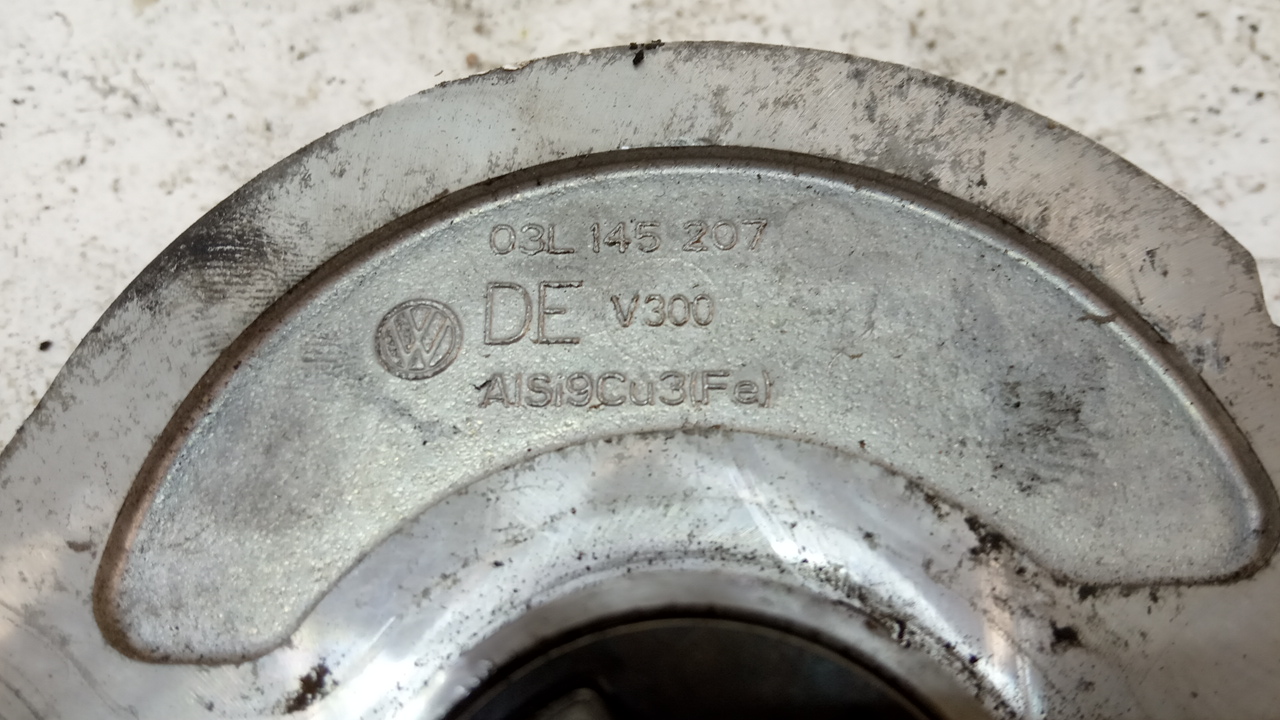 03L 145 207
DE V300
AlSi9Cu3(Fe)